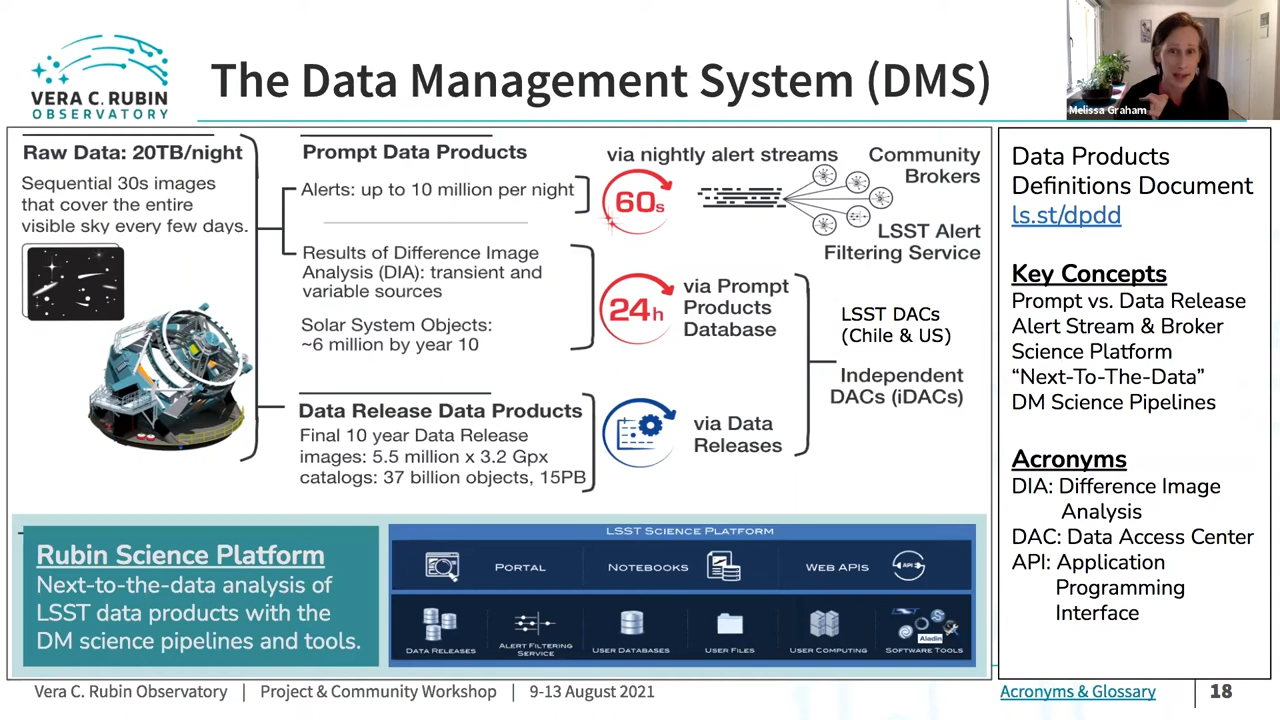 VERA C. RUBIN
OBSERVATORY
The Data Management System (DMS)
Melissa Graham
Raw Data: 20TB/night
Sequential 30s images
that cover the entire
visible sky every few days.
Prompt Data Products
Alerts: up to 10 million per night
Results of Difference Image
Analysis (DIA): transient and
variable sources
Solar System Objects:
~6 million by year 10
Data Release Data Products
Final 10 year Data Release
images: 5.5 million x 3.2 Gpx
catalogs: 37 billion objects, 15PB
via nightly alert streams
60s
Community
Brokers
LSST Alert
Filtering Service
24h
via Prompt
Products
Database
via Data
Releases
LSST DACs
(Chile & US)
Independent
DACs (iDACs)
Data Products
Definitions Document
ls.st/dpdd
Key Concepts
Prompt vs. Data Release
Alert Stream & Broker
Science Platform
“Next-To-The-Data”
DM Science Pipelines
Acronyms
DIA: Difference Image
Analysis
DAC: Data Access Center
API: Application
Programming
Interface
Rubin Science Platform
Next-to-the-data analysis of
LSST data products with the
DM science pipelines and tools.
LSST SCIENCE PLATFORM
PORTAL
NOTEBOOKS
WEB APIS
API
DATA RELEASES
ALERT FILTERING
SERVICE
USER DATABASES
USER FILES
USER COMPUTING
Aladin
SOFTWARE TOOLS
Vera C. Rubin Observatory | Project & Community Workshop | 9-13 August 2021
Acronyms & Glossary
18